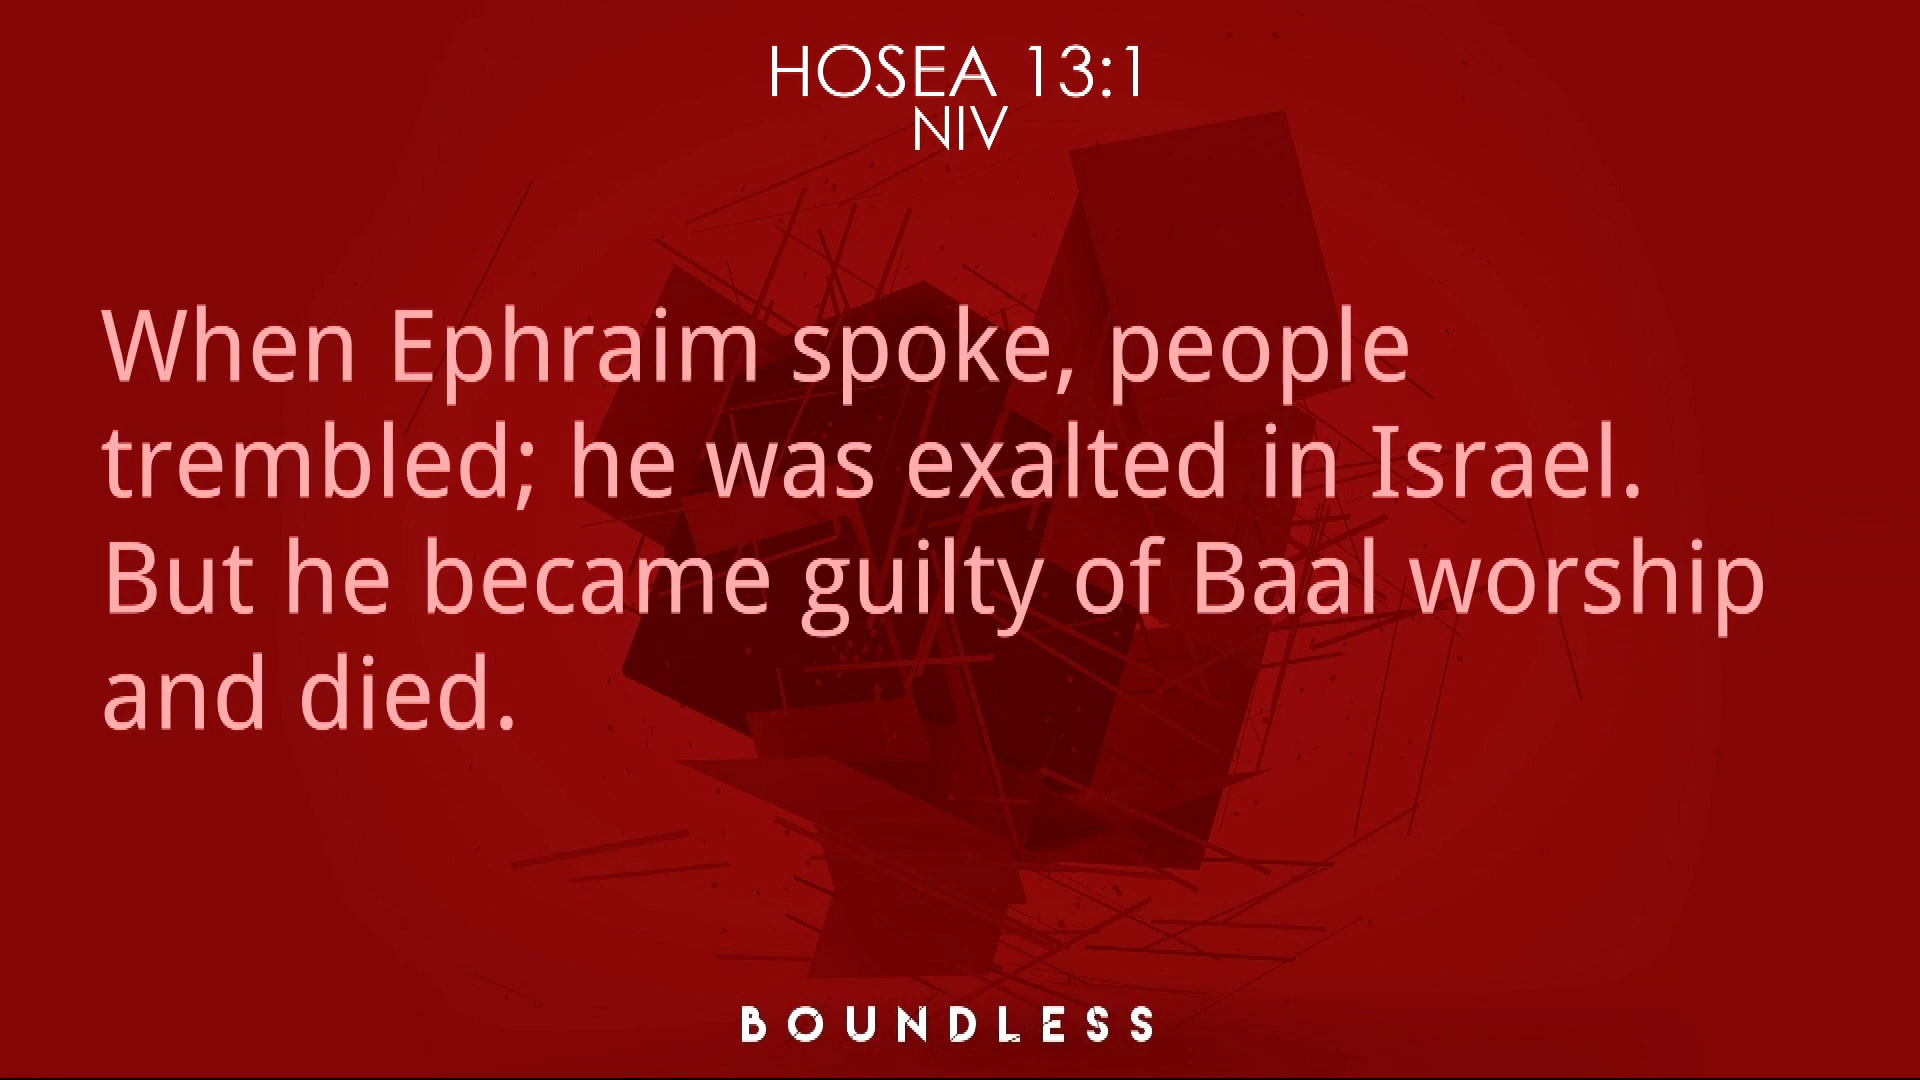 HOSEA 13:1
NIV
When Ephraim spoke, people
trembled; he was exalted in Israel.
But he became guilty of Baal worship
and died.
BOUNDLESS